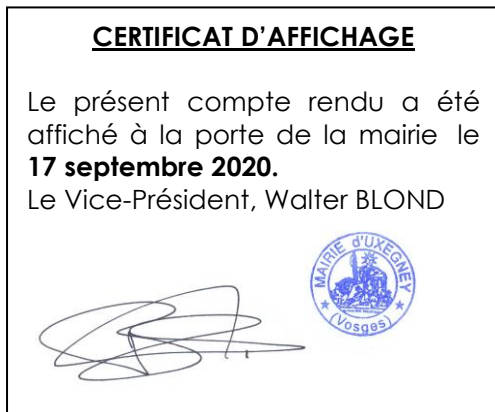 CERTIFICAT D’AFFICHAGE
Le présent compte rendu a été
affiché à la porte de la mairie le
17 septembre 2020.
Le Vice-Président, Walter BLOND
MAIRIE d'UXEGNEY
(Vosges)